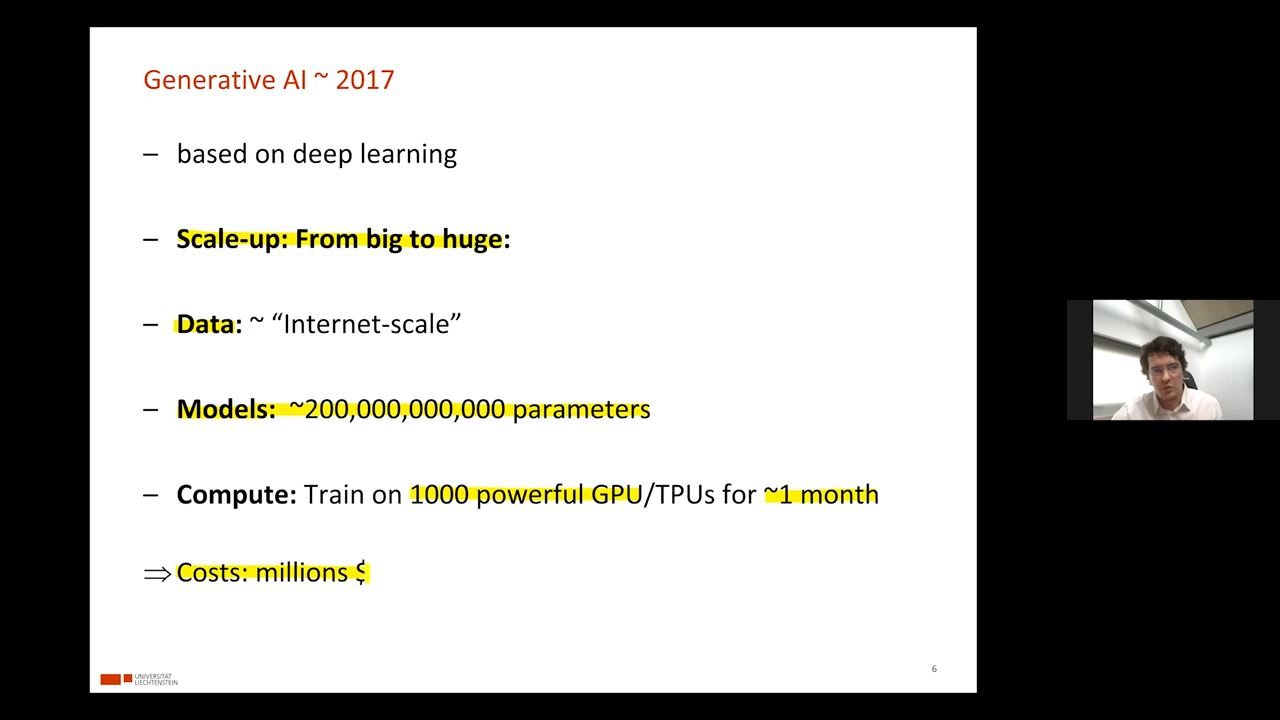 Generative AI ~ 2017
– based on deep learning
– Scale-up: From big to huge:
– Data: ~ “Internet-scale”
– Models: ~200,000,000,000 parameters
– Compute: Train on 1000 powerful GPU/TPUs for ~1 month
⇒ Costs: millions $
6
UNIVERSITÄT
LIECHTENSTEIN